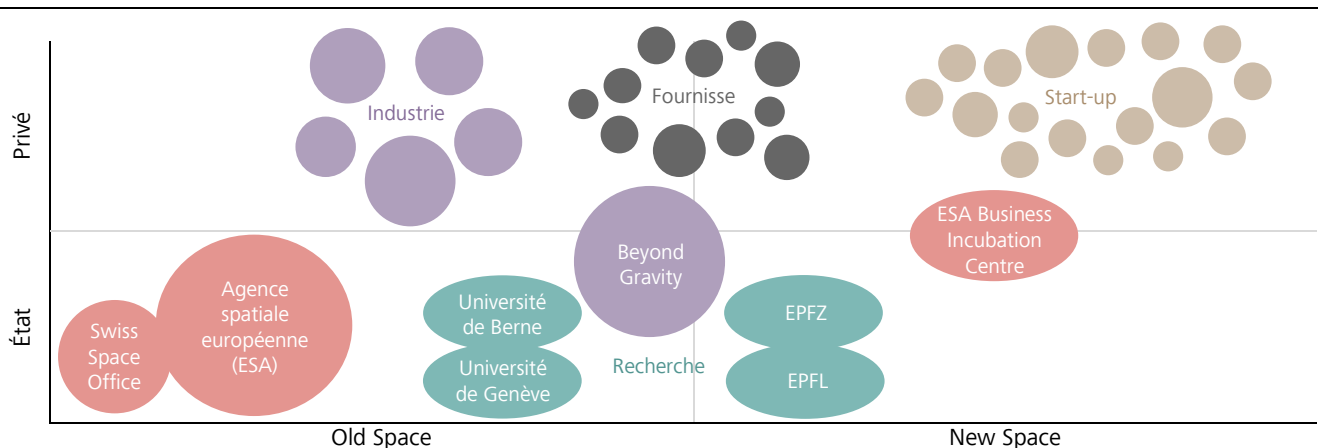 Privé
Industrie
Fournisse
Start-up
ESA Business
Incubation
Centre
Beyond
Gravity
État
Swiss
Space
Office
Agence
spatiale
européenne
(ESA)
Université
de Berne
Université
de Genève
Recherche
EPFZ
EPFL
Old Space
New Space